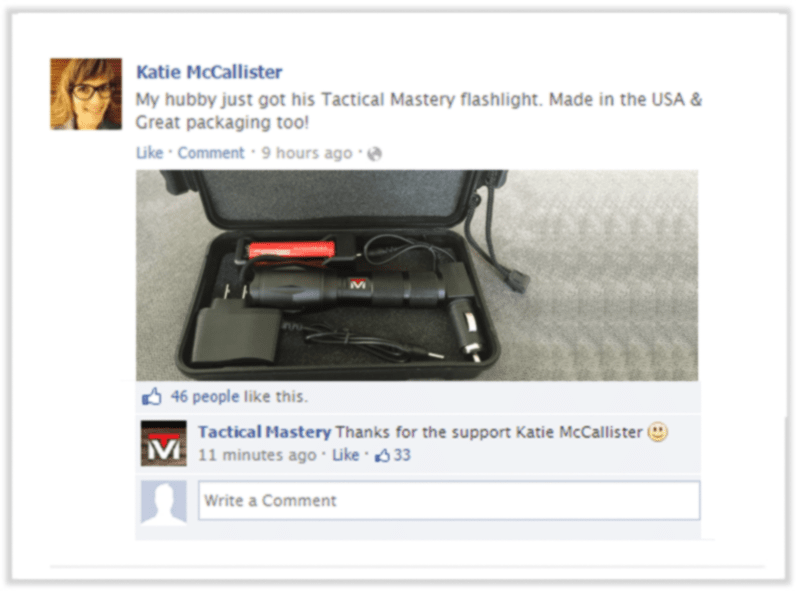 Katie McCallister
My hubby just got his Tactical Mastery flashlight. Made in the USA &
Great packaging too!
Like · Comment · 9 hours ago ·
TM
46 people like this.
TM
Tactical Mastery Thanks for the support Katie McCallister
11 minutes ago · Like · 33
Write a Comment